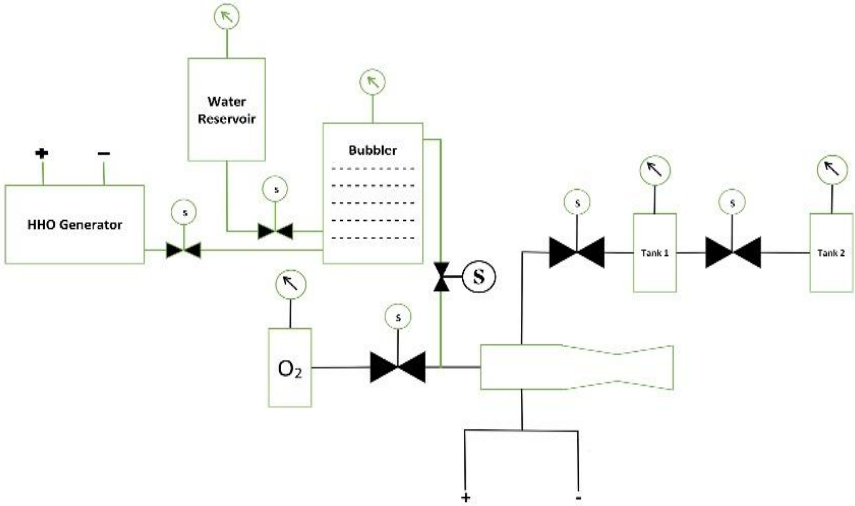 Water
Reservoir
Bubbler
+ −
HHO Generator
s
s
s
s
Tank 1
Tank 2
S
s
O₂
+ -